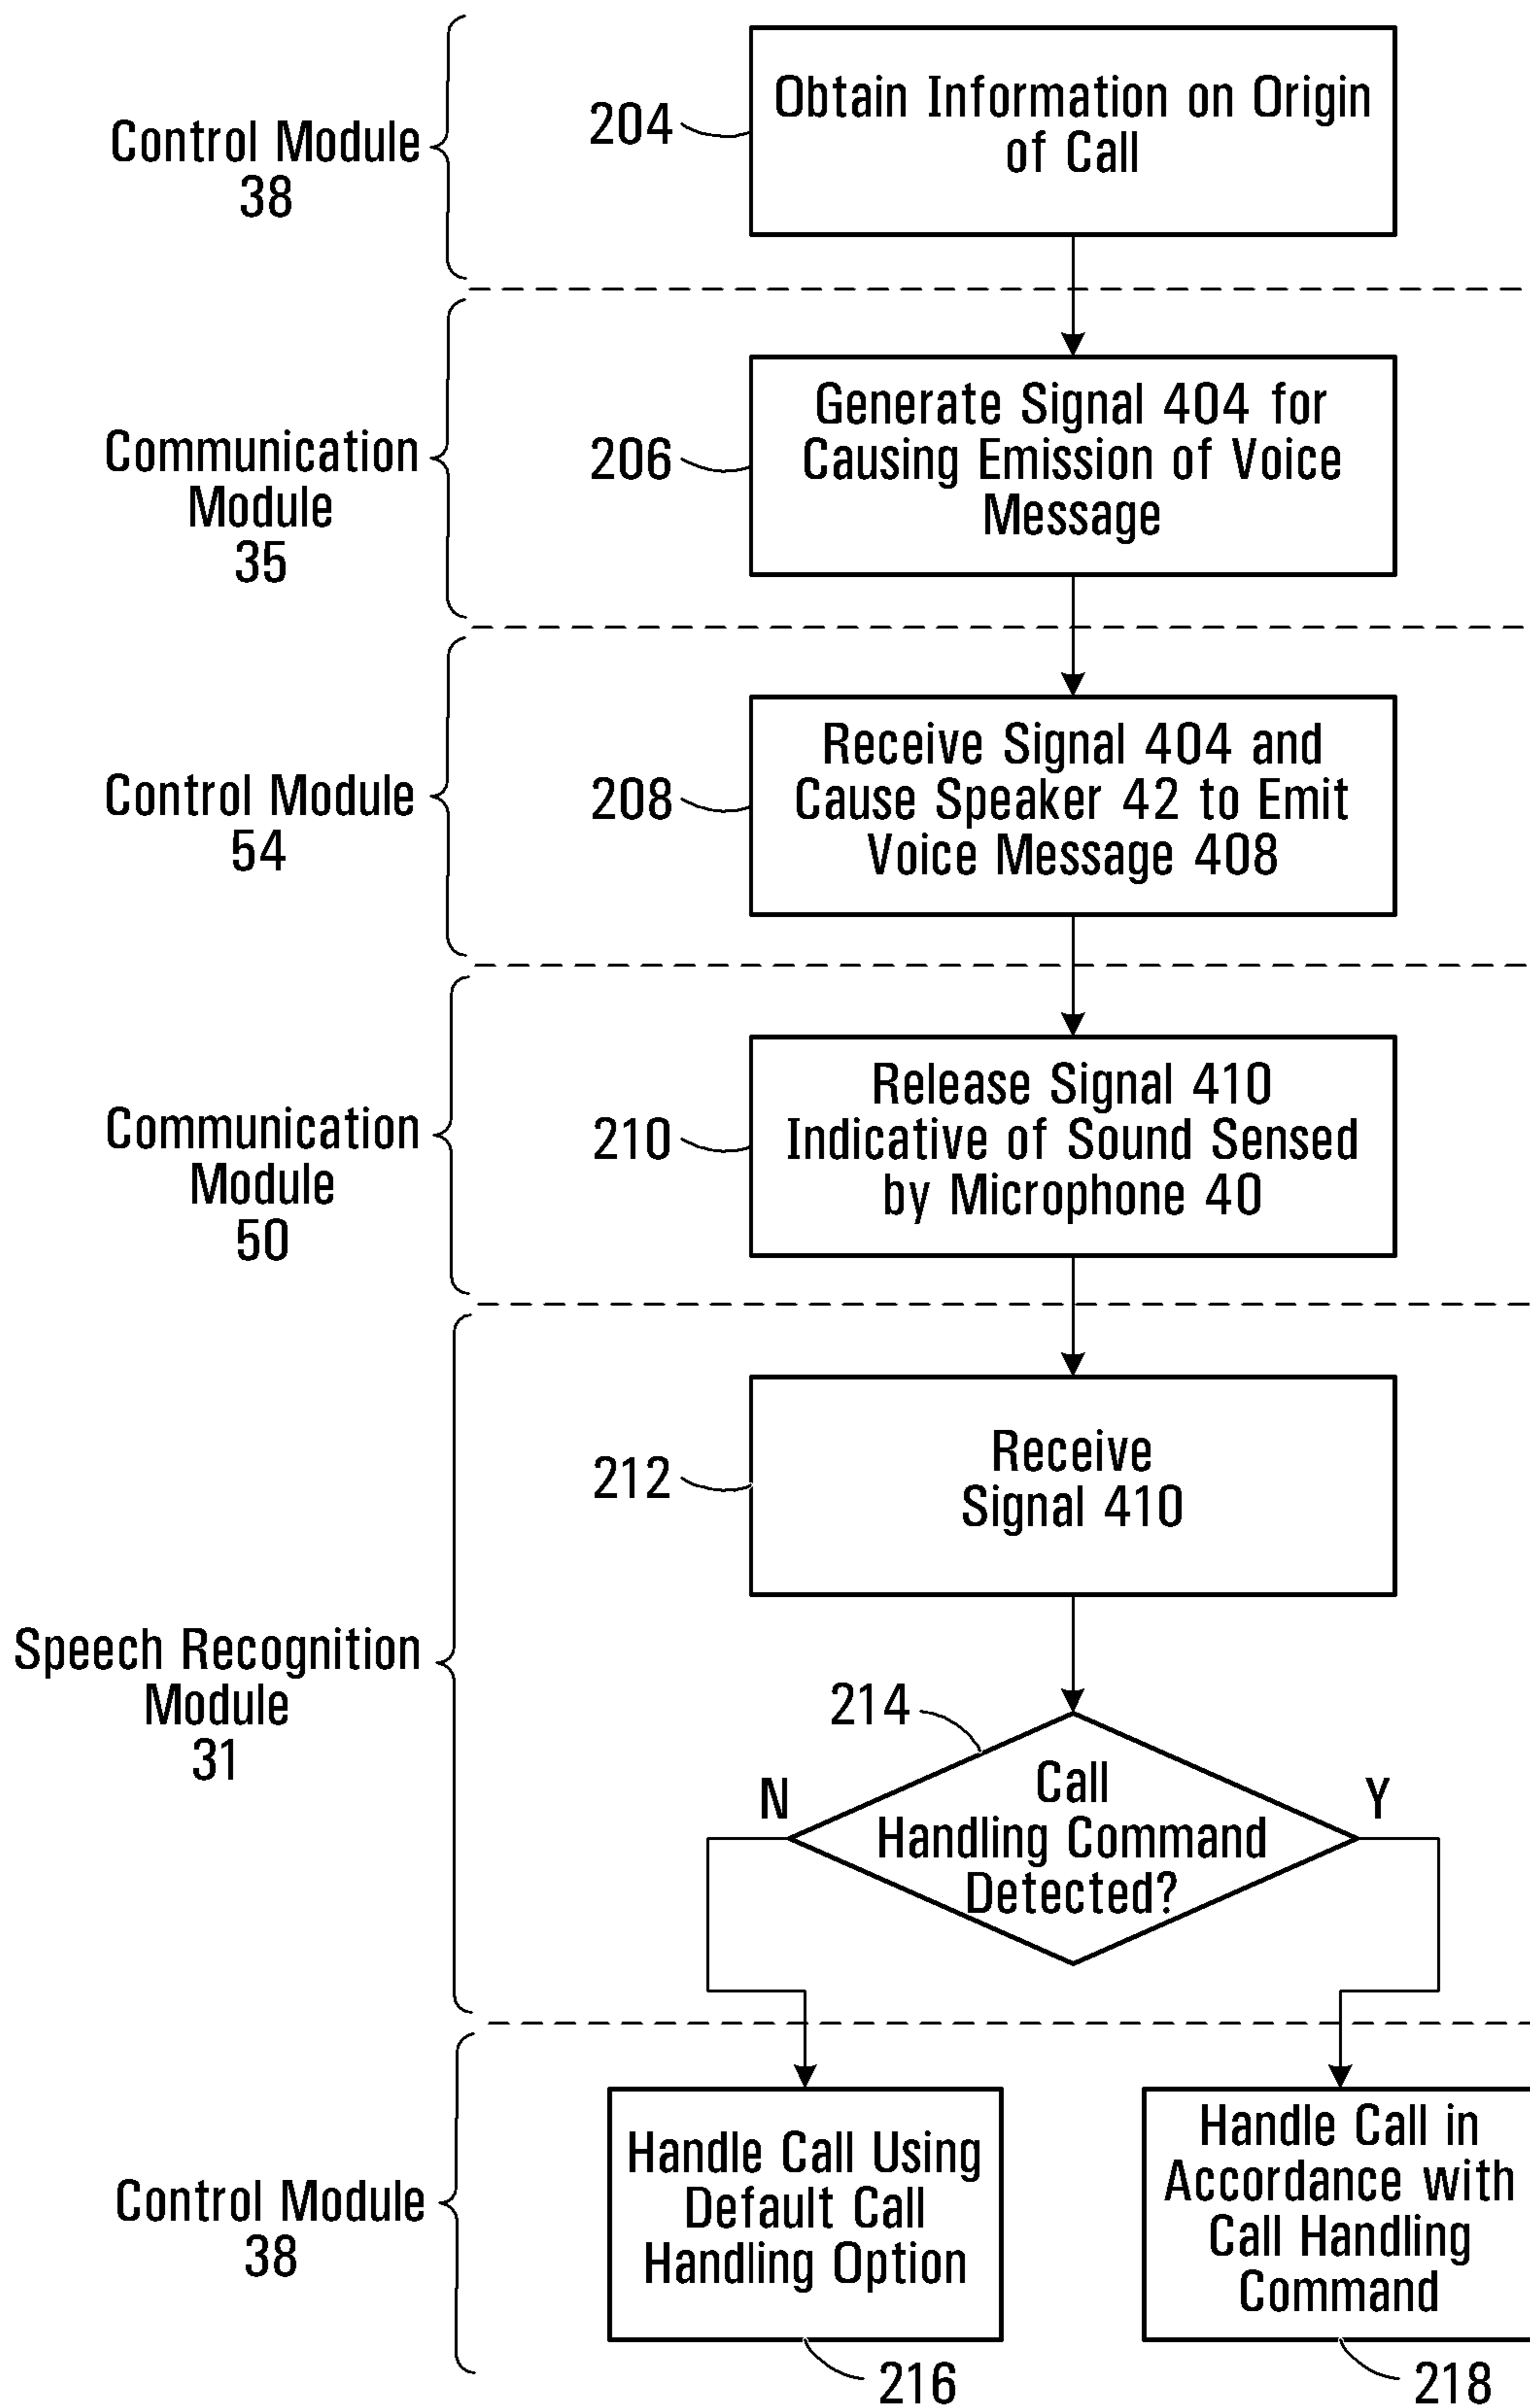 Control Module
38
204
Obtain Information on Origin
of Call
Communication
Module
35
206
Generate Signal 404 for
Causing Emission of Voice
Message
Control Module
54
208
Receive Signal 404 and
Cause Speaker 42 to Emit
Voice Message 408
Communication
Module
50
210
Release Signal 410
Indicative of Sound Sensed
by Microphone 40
Speech Recognition
Module
31
212
Receive
Signal 410
214
N
Call
Handling Command
Detected?
Y
Control Module
38
Handle Call Using
Default Call
Handling Option
216
Handle Call in
Accordance with
Call Handling
Command
218